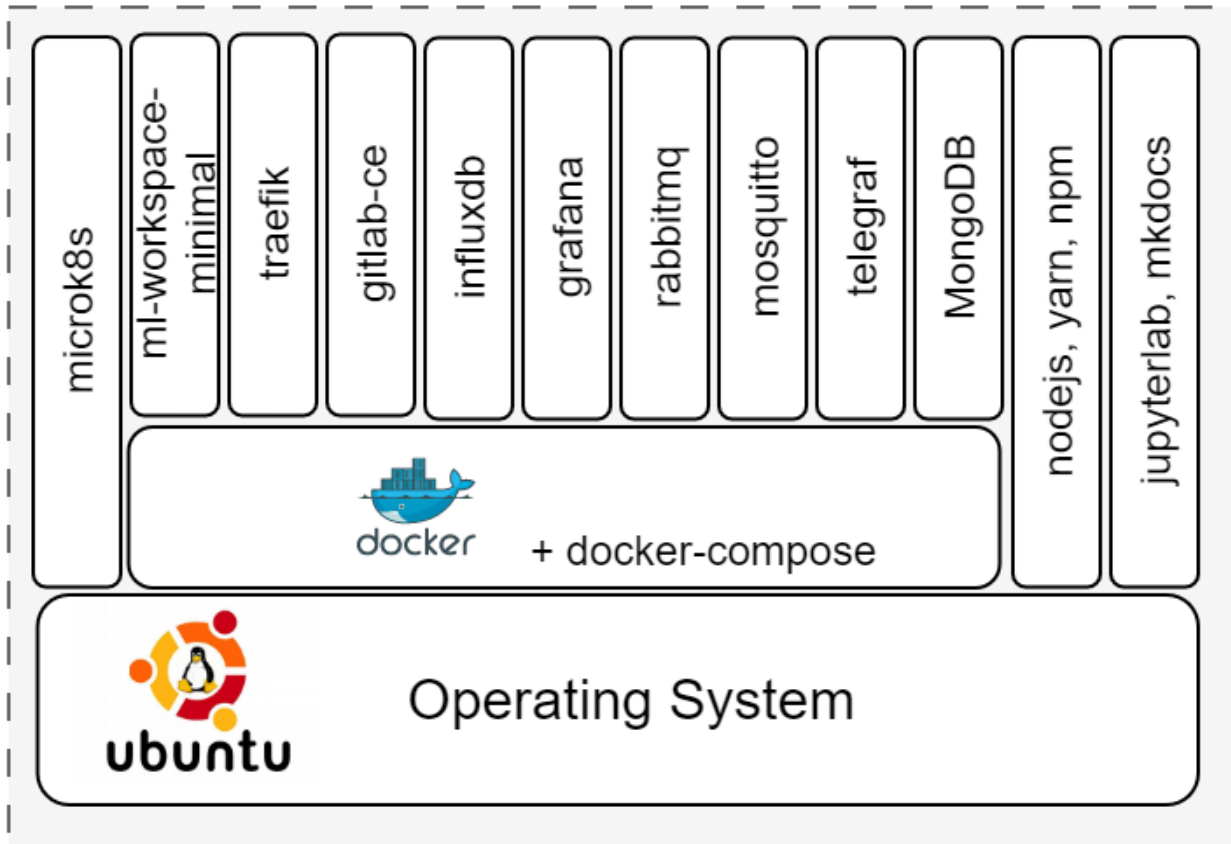 microk8s
ml-workspace-
minimal
traefik
gitlab-ce
influxdb
grafana
rabbitmq
mosquitto
telegraf
MongoDB
nodejs, yarn, npm
jupyterlab, mkdocs
docker
+ docker-compose
ubuntu
Operating System